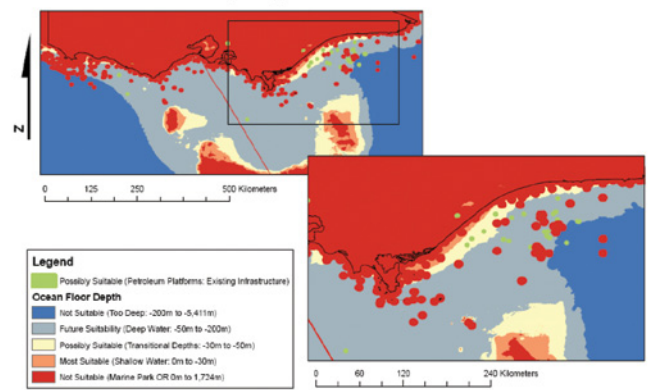 N
0 125 250 500 Kilometers
Legend
Possibly Suitable (Petroleum Platforms: Existing Infrastructure)
Ocean Floor Depth
Not Suitable (Too Deep: -200m to -5,411m)
Future Suitability (Deep Water: -50m to -200m)
Possibly Suitable (Transitional Depths: -30m to -50m)
Most Suitable (Shallow Water: 0m to -30m)
Not Suitable (Marine Park OR 0m to 1,724m)
0 60 120 240 Kilometers